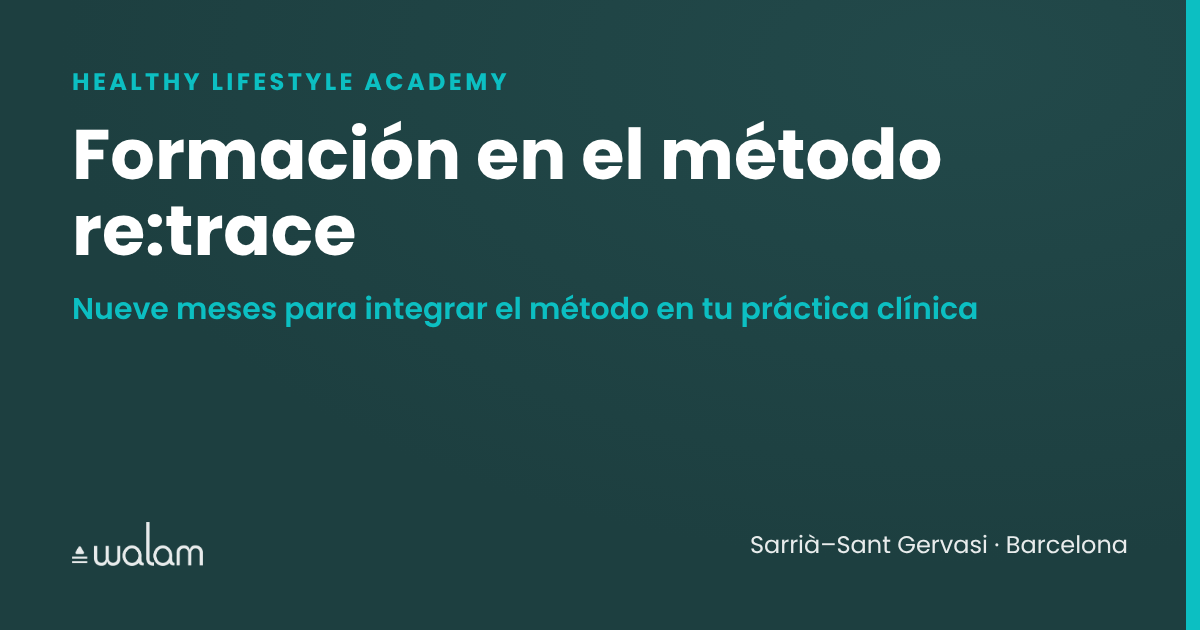 HEALTHY LIFESTYLE ACADEMY
Formación en el método
re:trace
Nueve meses para integrar el método en tu práctica clínica
walam
Sarrià–Sant Gervasi · Barcelona